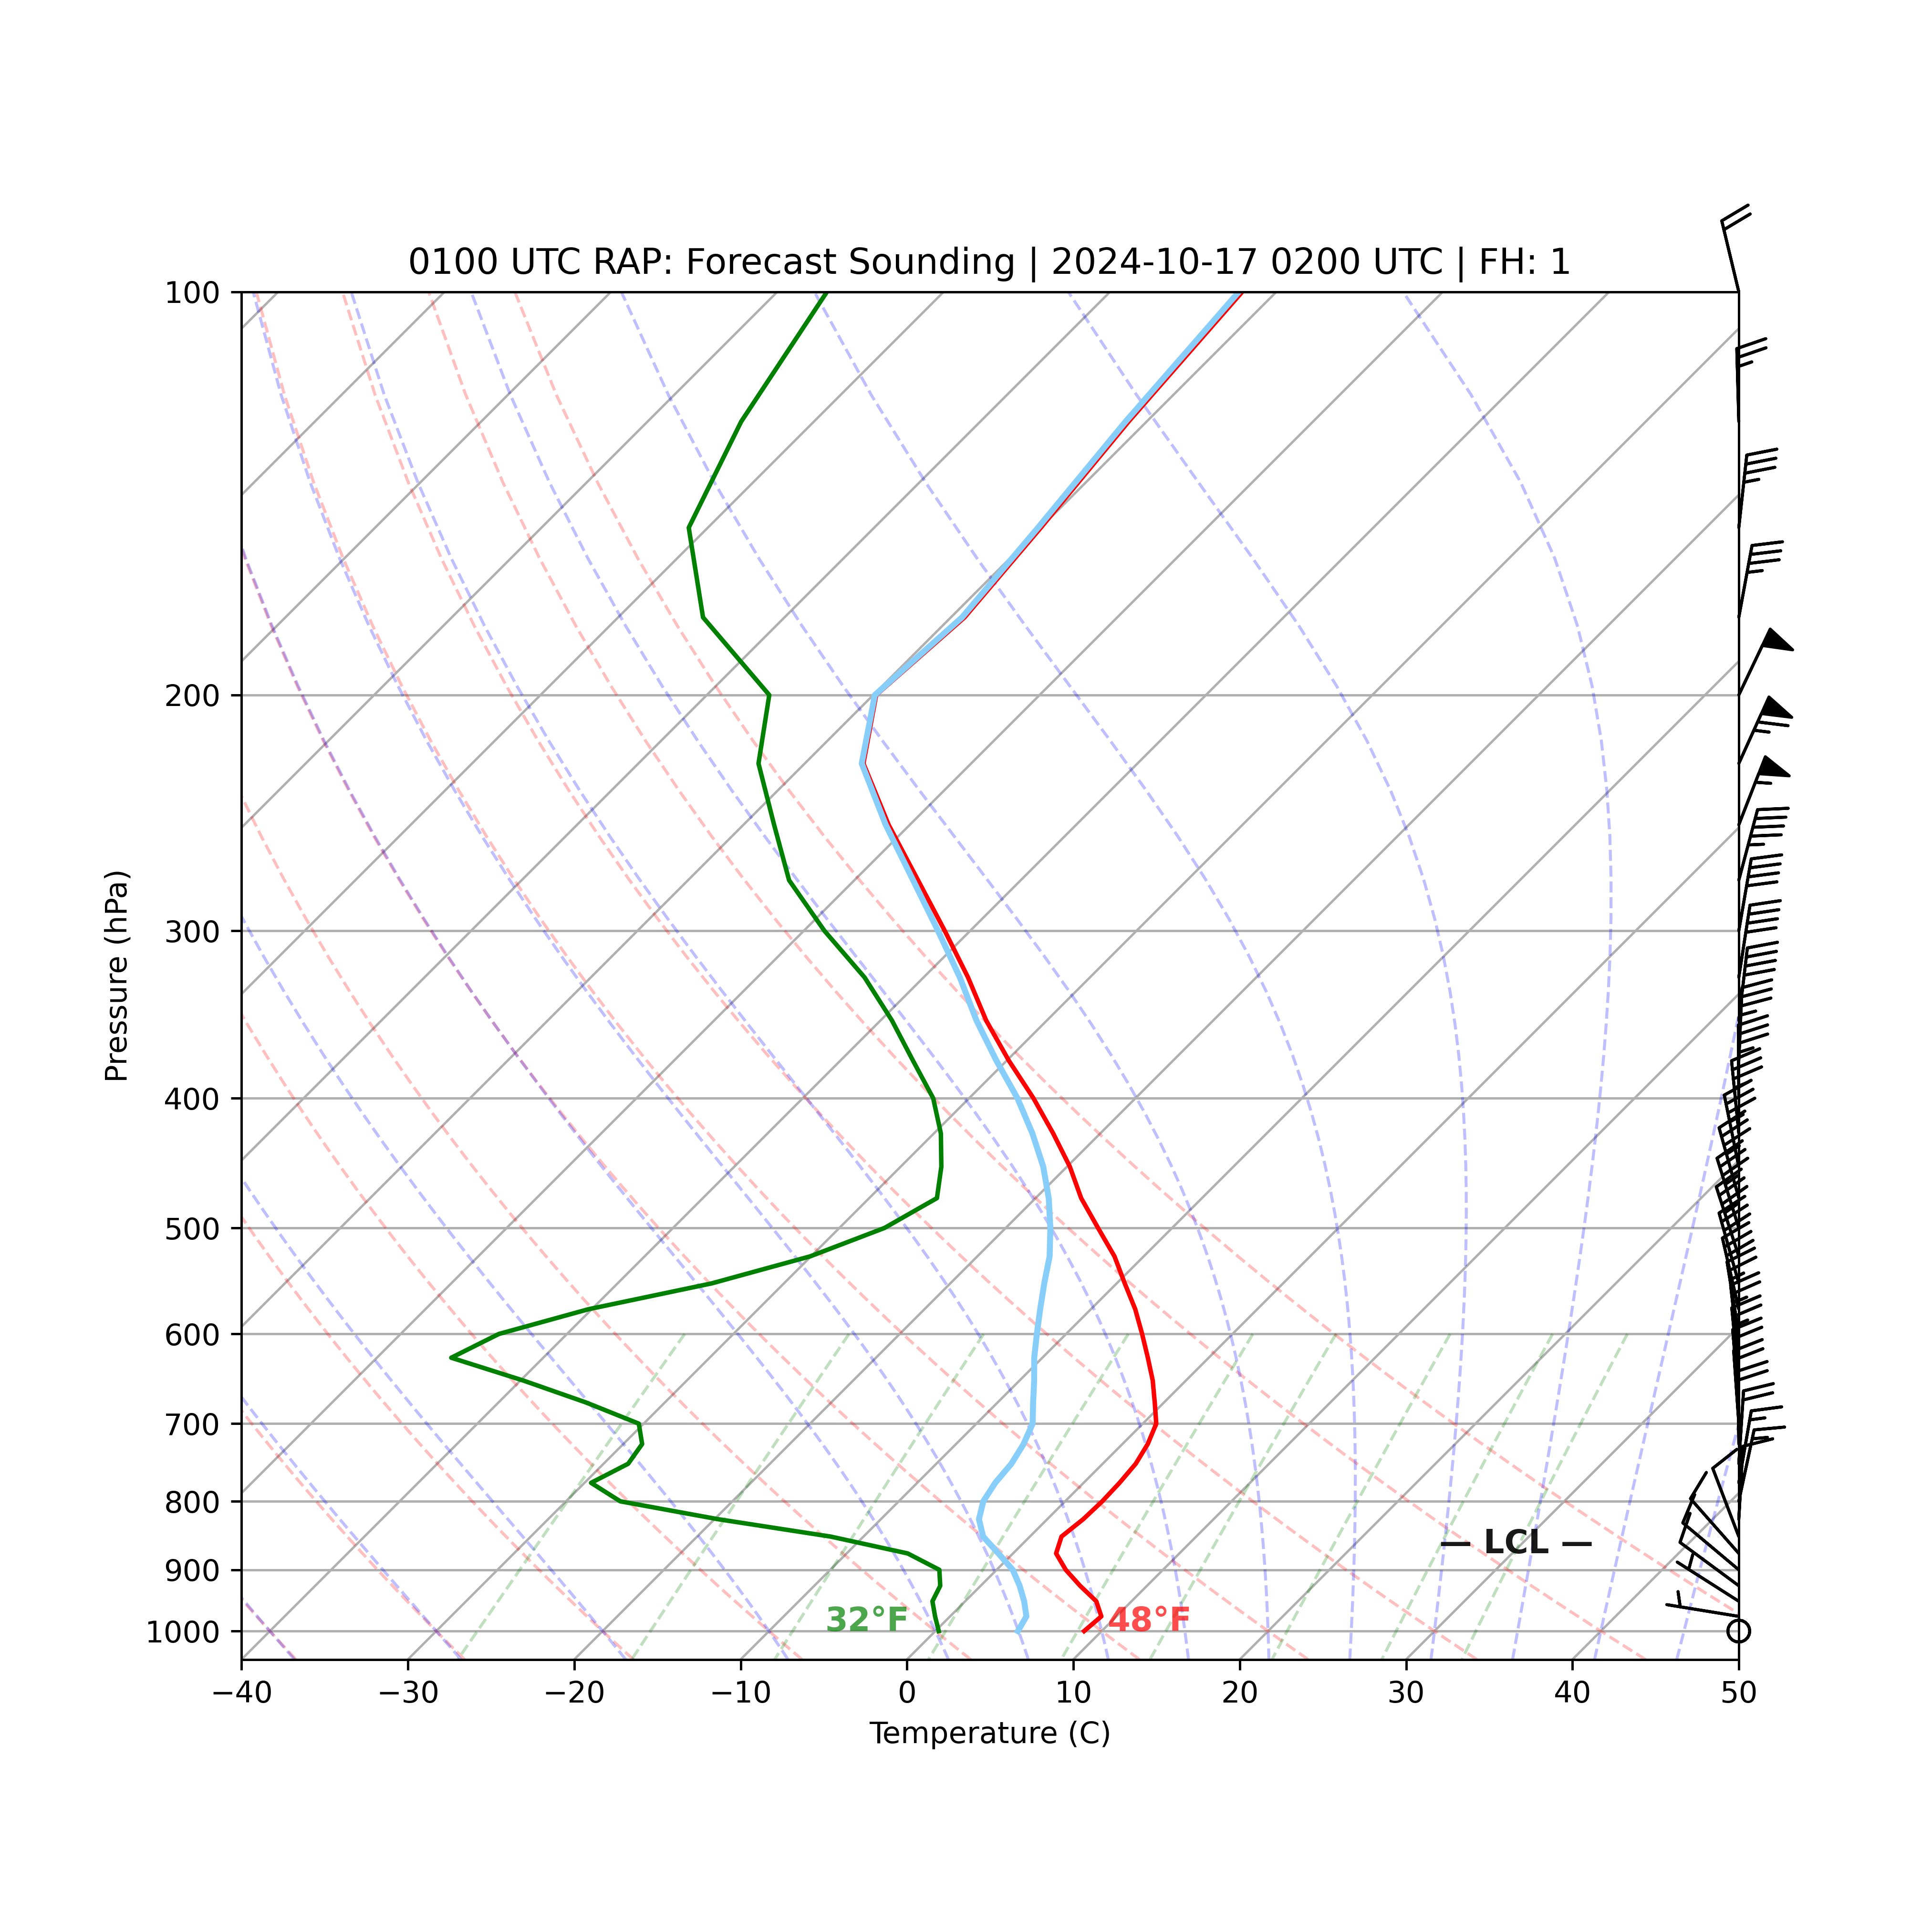 0100 UTC RAP: Forecast Sounding | 2024-10-17 0200 UTC | FH: 1
100
200
300
400
500
600
700
800
900
1000
Pressure (hPa)
— LCL —
32°F
48°F
−40 −30 −20 −10 0 10 20 30 40 50
Temperature (C)